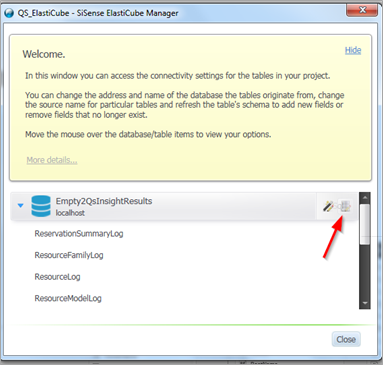 QS_ElastiCube - SiSense ElastiCube Manager
Welcome.
Hide
In this window you can access the connectivity settings for the tables in your project.
You can change the address and name of the database the tables originate from, change
the source name for particular tables and refresh the table's schema to add new fields or
remove fields that no longer exist.
Move the mouse over the database/table items to view your options.
More details...
Empty2QsInsightResults
localhost
ReservationSummaryLog
ResourceFamilyLog
ResourceLog
ResourceModelLog
Close